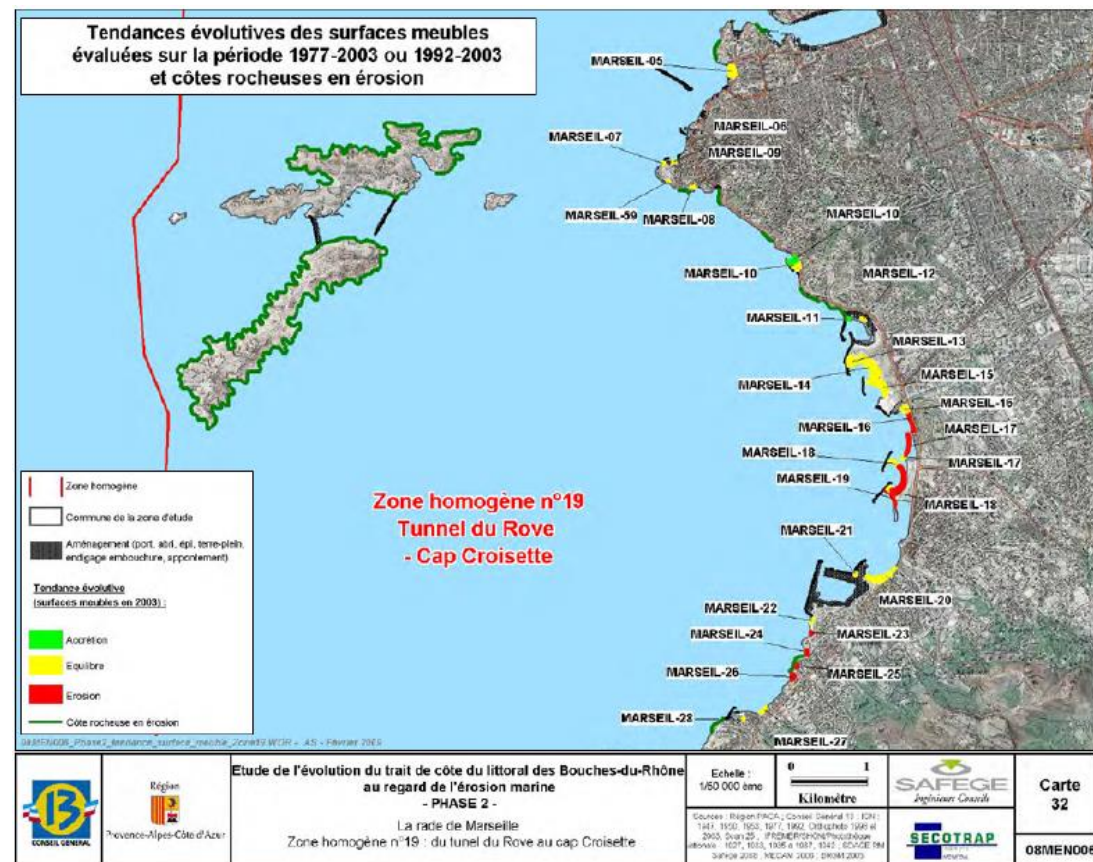 Tendances évolutives des surfaces meubles
évaluées sur la période 1977-2003 ou 1992-2003
et côtes rocheuses en érosion
MARSEIL-05
MARSEIL-06
MARSEIL-07
MARSEIL-09
MARSEIL-59
MARSEIL-08
MARSEIL-10
MARSEIL-10
MARSEIL-12
MARSEIL-11
MARSEIL-13
MARSEIL-14
MARSEIL-15
MARSEIL-16
MARSEIL-16
MARSEIL-17
MARSEIL-18
MARSEIL-17
MARSEIL-19
MARSEIL-18
MARSEIL-21
MARSEIL-20
MARSEIL-22
MARSEIL-24
MARSEIL-23
MARSEIL-26
MARSEIL-25
MARSEIL-28
MARSEIL-27
Zone homogène n°19
Tunnel du Rove
- Cap Croisette
Zone homogène
Commune de la zone d'étude
Aménagement (port, abri, épi, terre-plein,
endigage embouchure, appontement)
Tendance évolutive
(surfaces meubles en 2003) :
Accrétion
Equilibre
Erosion
Côte rocheuse en érosion
13
CONSEIL GENERAL
Région
Provence-Alpes-Côte d'Azur
Etude de l'évolution du trait de côte du littoral des Bouches-du-Rhône
au regard de l'érosion marine
- PHASE 2 -
La rade de Marseille
Zone homogène n°19 : du tunel du Rove au cap Croisette
Echelle :
1/50 000 ème
0 1
Kilomètre
SAFEGE
Ingénieurs Conseils
SECOTRAP
Carte
32
08MEN006